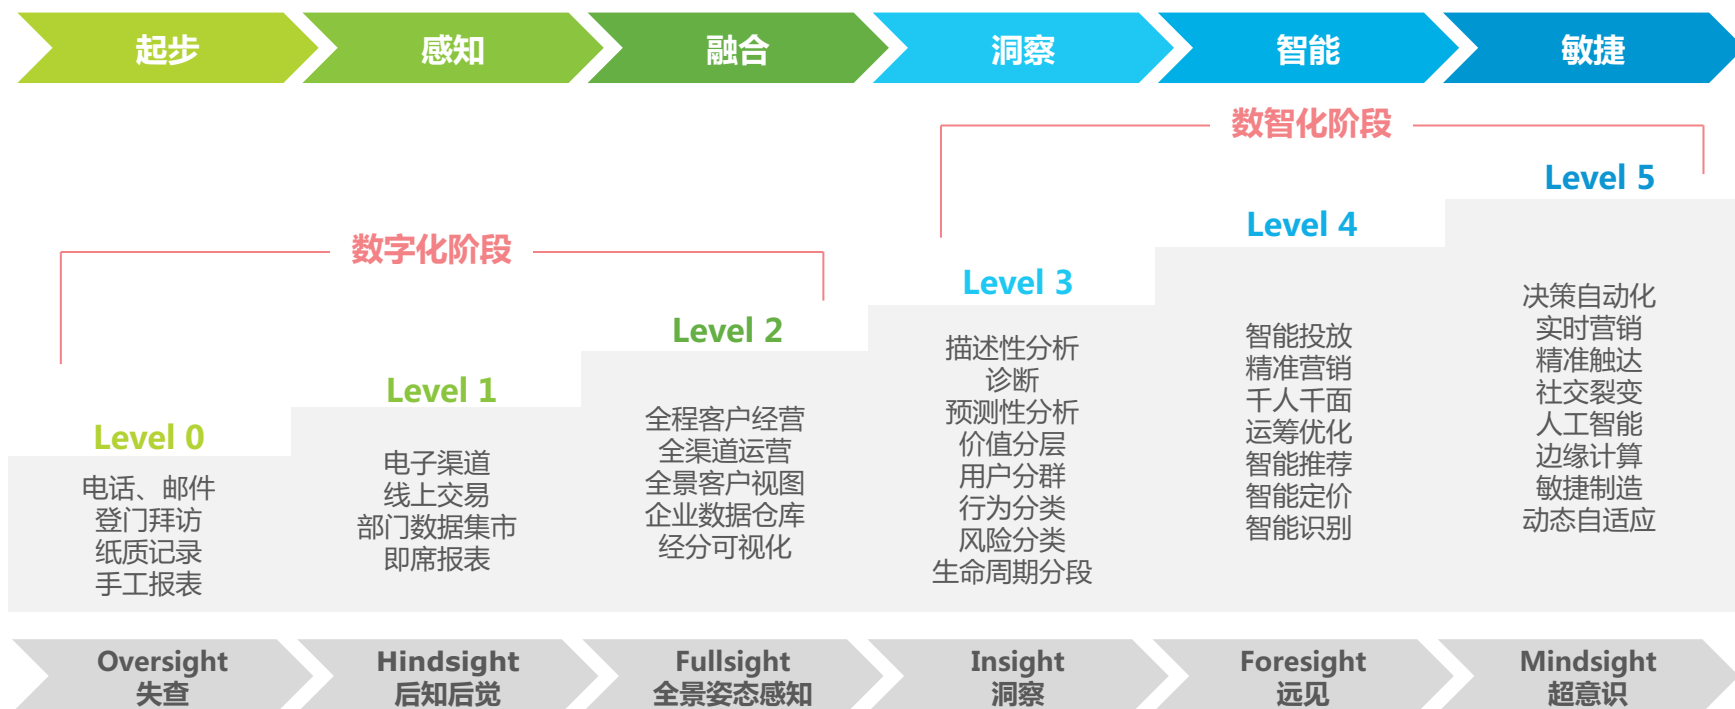 起步
感知
融合
洞察
智能
敏捷
数智化阶段
数字化阶段
Level 0
电话、邮件
登门拜访
纸质记录
手工报表
Level 1
电子渠道
线上交易
部门数据集市
即席报表
Level 2
全程客户经营
全渠道运营
全景客户视图
企业数据仓库
经分可视化
Level 3
描述性分析
诊断
预测性分析
价值分层
用户分群
行为分类
风险分类
生命周期分段
Level 4
智能投放
精准营销
千人千面
运筹优化
智能推荐
智能定价
智能识别
Level 5
决策自动化
实时营销
精准触达
社交裂变
人工智能
边缘计算
敏捷制造
动态自适应
Oversight
失查
Hindsight
后知后觉
Fullsight
全景姿态感知
Insight
洞察
Foresight
远见
Mindsight
超意识